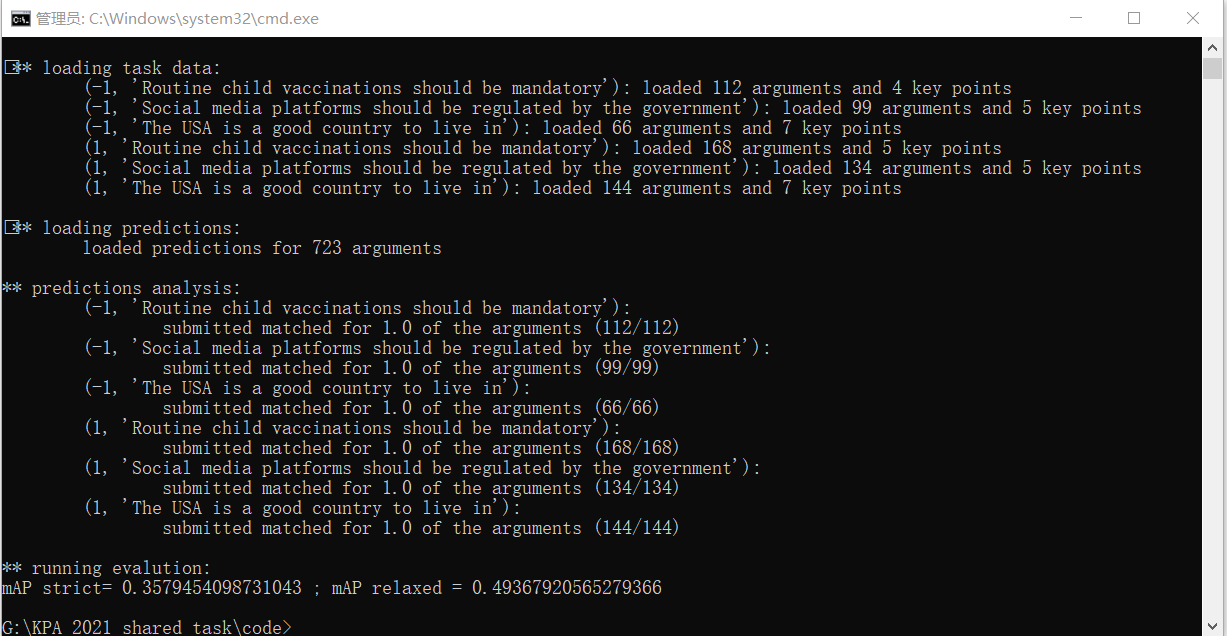 管理员: C:\Windows\system32\cmd.exe
** loading task data:
(-1, 'Routine child vaccinations should be mandatory'): loaded 112 arguments and 4 key points
(-1, 'Social media platforms should be regulated by the government'): loaded 99 arguments and 5 key points
(-1, 'The USA is a good country to live in'): loaded 66 arguments and 7 key points
(1, 'Routine child vaccinations should be mandatory'): loaded 168 arguments and 5 key points
(1, 'Social media platforms should be regulated by the government'): loaded 134 arguments and 5 key points
(1, 'The USA is a good country to live in'): loaded 144 arguments and 7 key points
** loading predictions:
loaded predictions for 723 arguments
** predictions analysis:
(-1, 'Routine child vaccinations should be mandatory'):
submitted matched for 1.0 of the arguments (112/112)
(-1, 'Social media platforms should be regulated by the government'):
submitted matched for 1.0 of the arguments (99/99)
(-1, 'The USA is a good country to live in'):
submitted matched for 1.0 of the arguments (66/66)
(1, 'Routine child vaccinations should be mandatory'):
submitted matched for 1.0 of the arguments (168/168)
(1, 'Social media platforms should be regulated by the government'):
submitted matched for 1.0 of the arguments (134/134)
(1, 'The USA is a good country to live in'):
submitted matched for 1.0 of the arguments (144/144)
** running evalution:
mAP strict= 0.3579454098731043 ; mAP relaxed = 0.49367920565279366
G:\KPA_2021_shared_task\code>